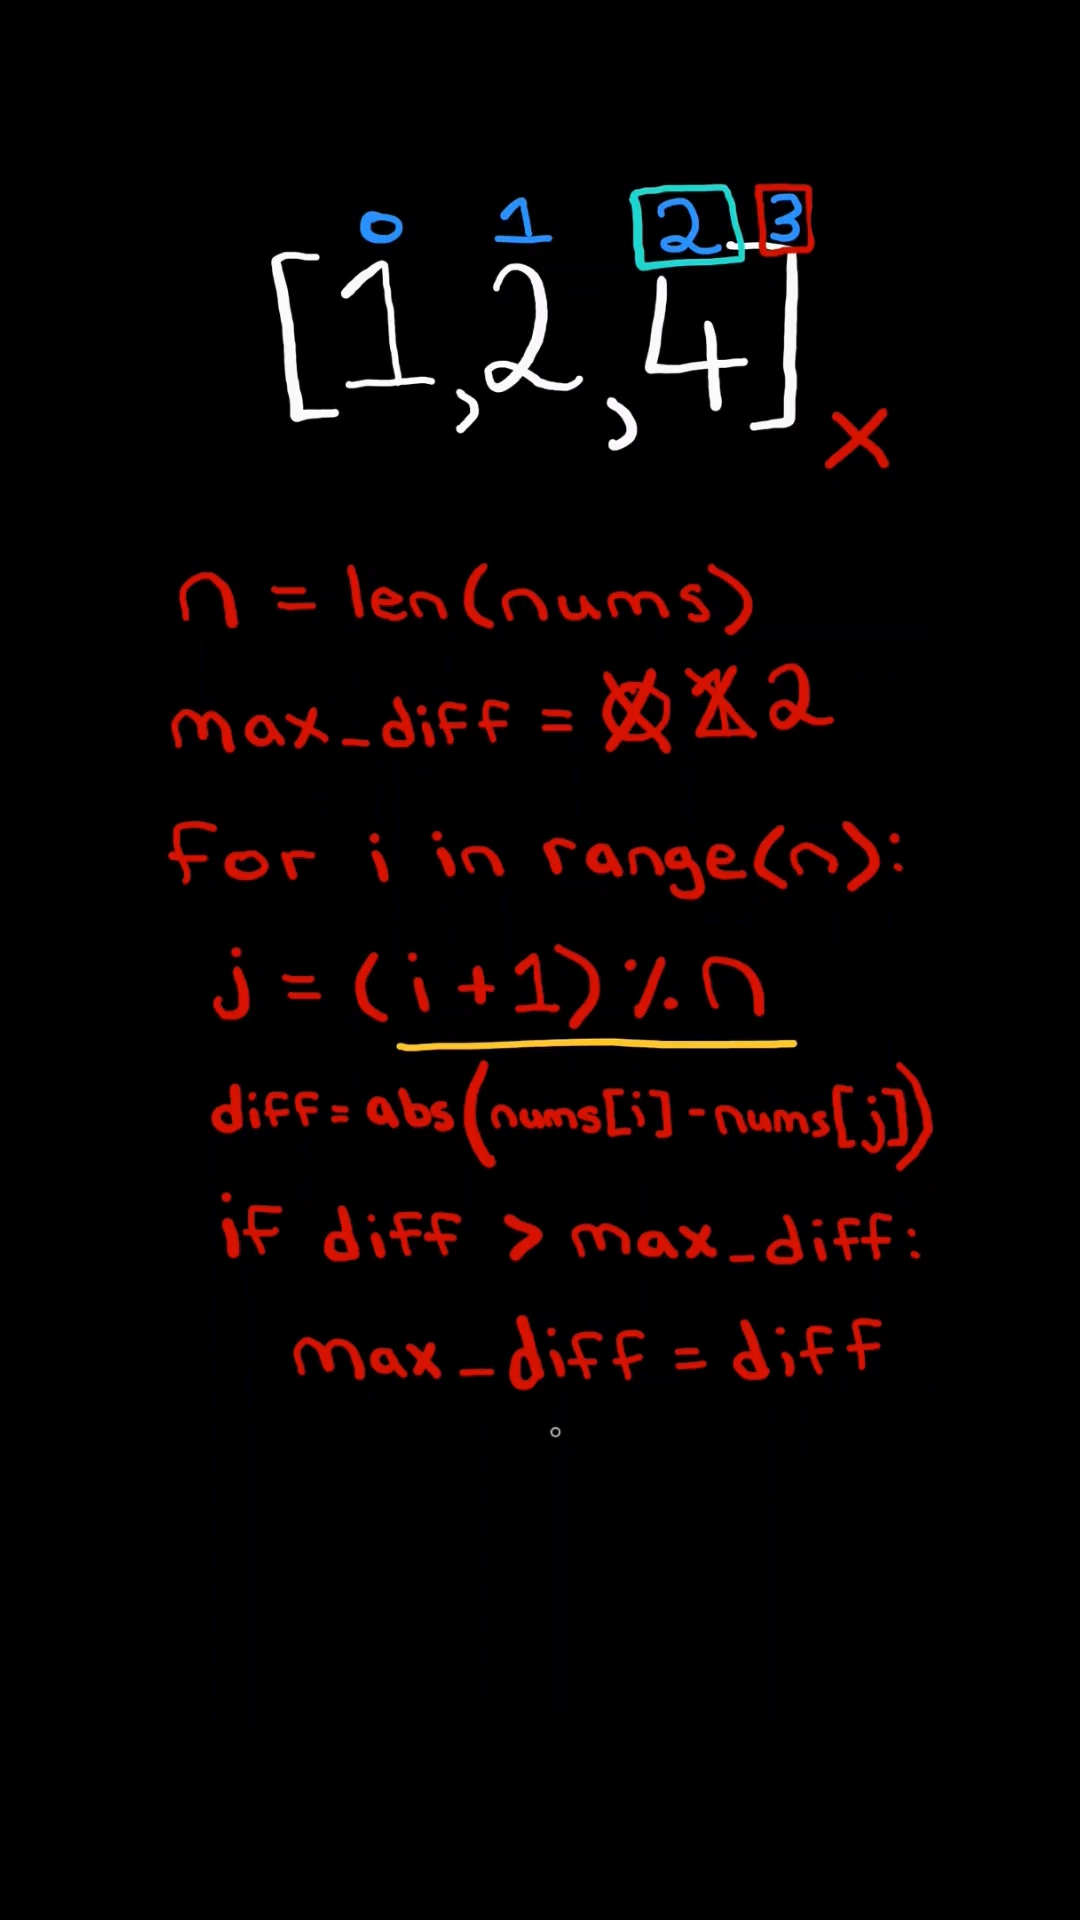 0 1 2 3
[1,2,4]
X
n = len(nums)
max_diff = 0 1 2
for i in range(n):
j = (i+1) % n
diff = abs(nums[i] - nums[j])
if diff > max_diff:
max_diff = diff